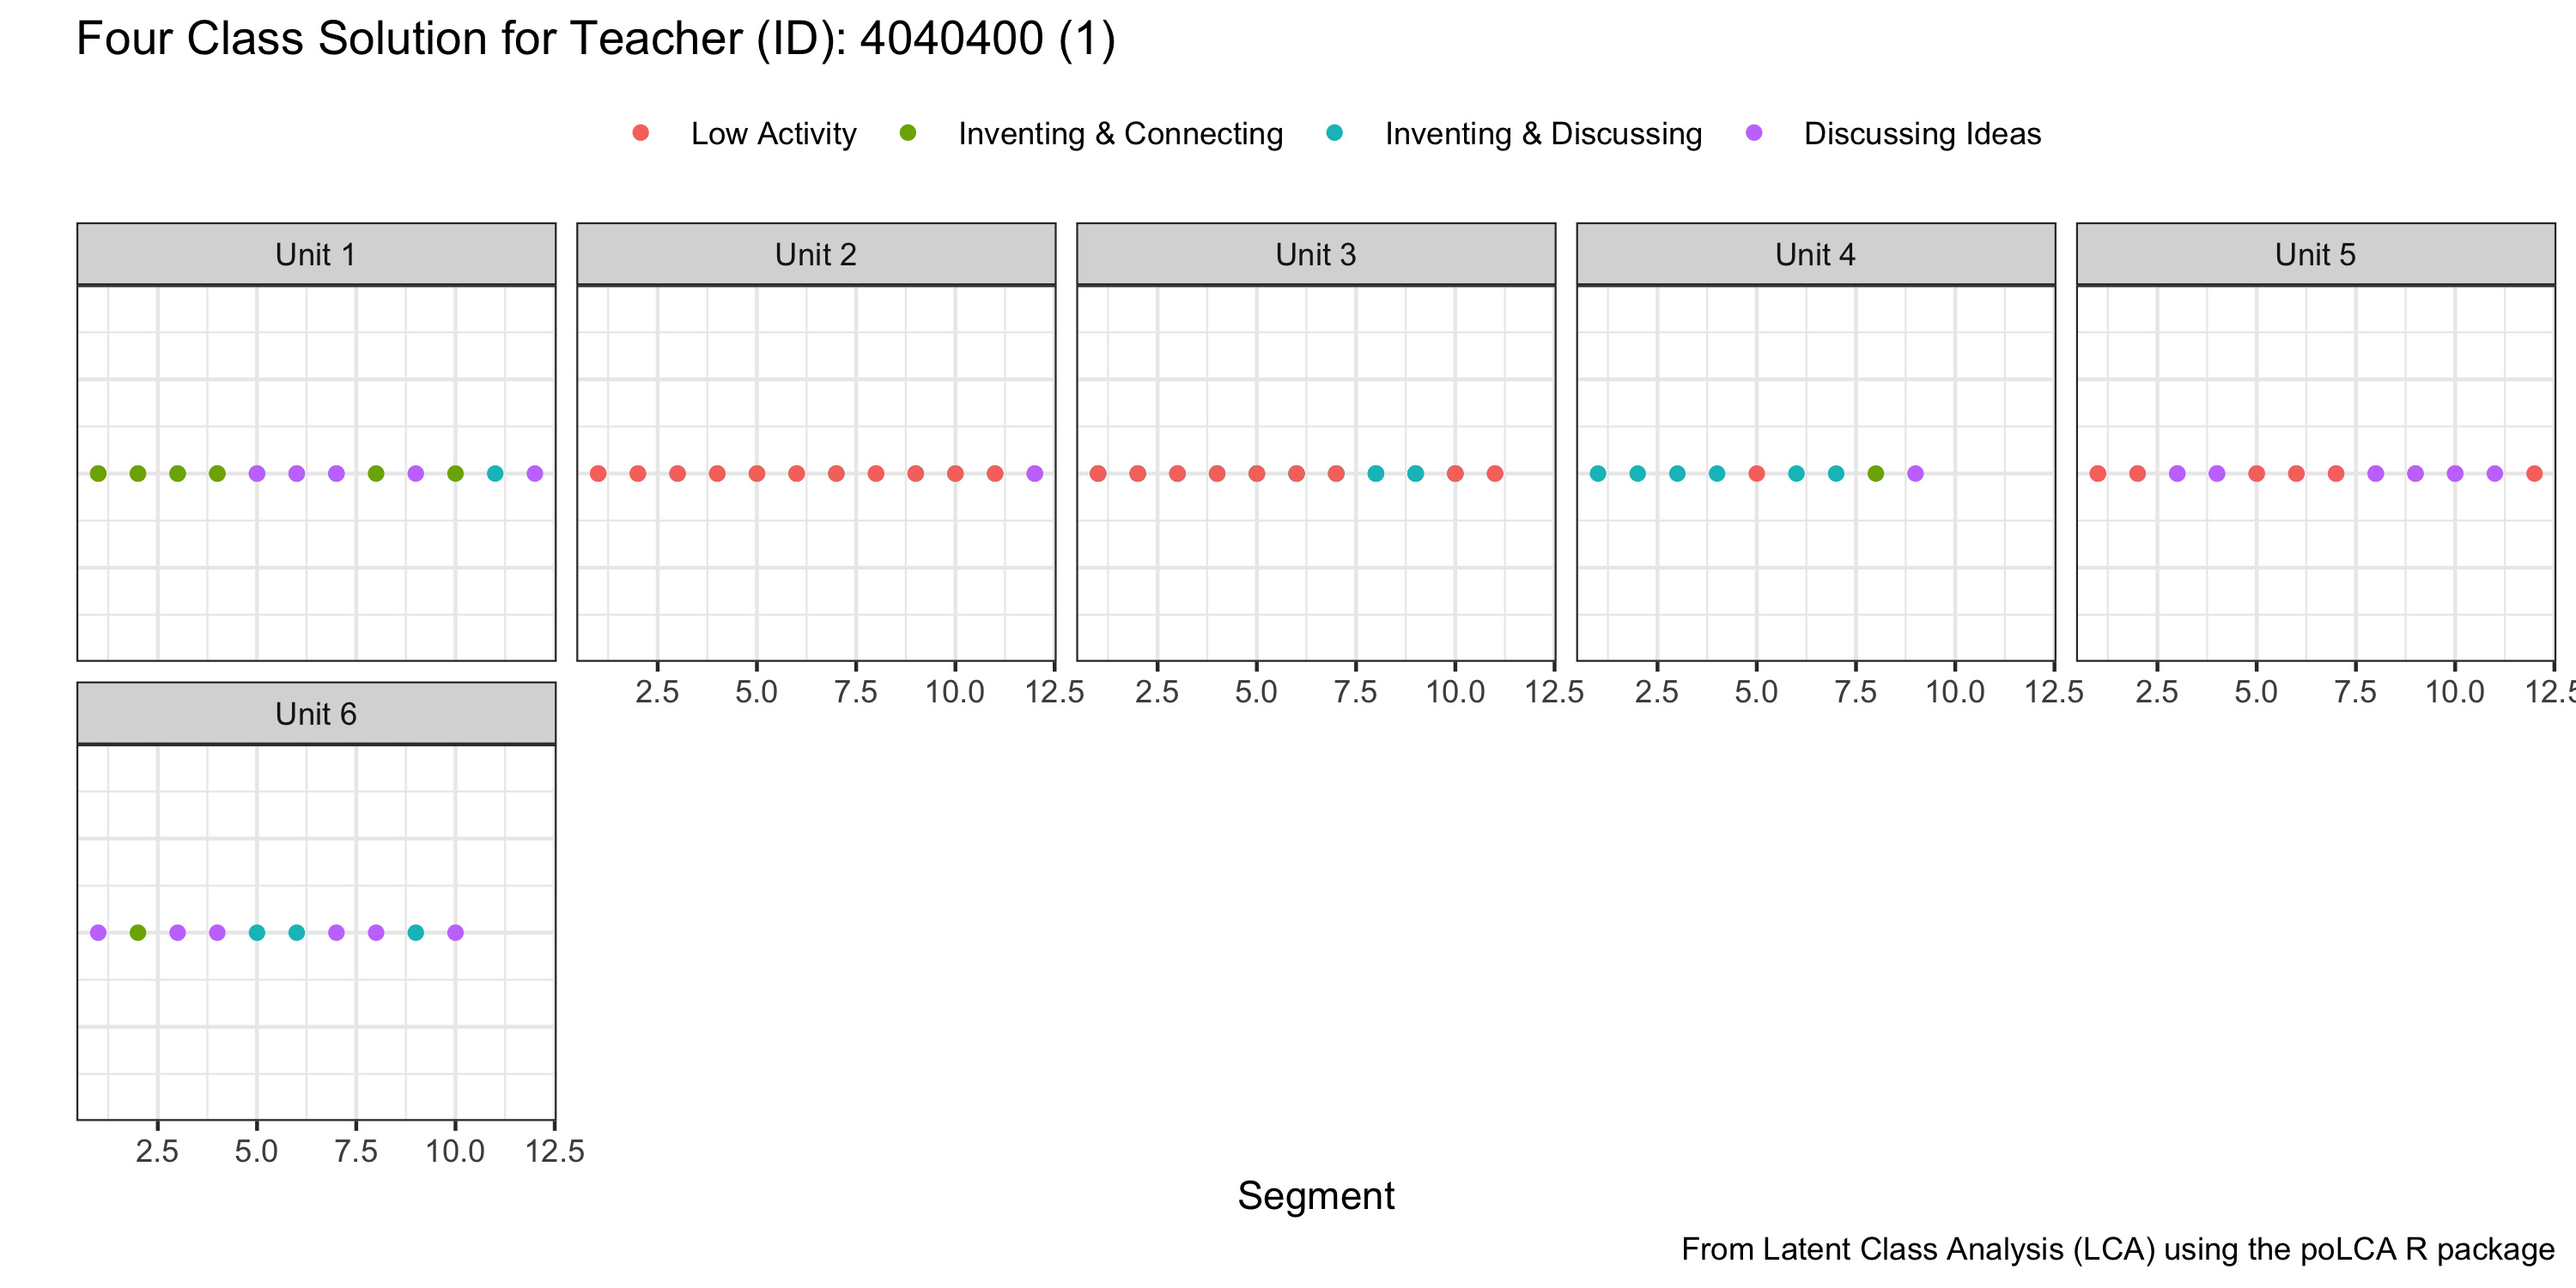 Four Class Solution for Teacher (ID): 4040400 (1)
Low Activity Inventing & Connecting Inventing & Discussing Discussing Ideas
Unit 1 Unit 2 Unit 3 Unit 4 Unit 5
2.5 5.0 7.5 10.0 12.5 2.5 5.0 7.5 10.0 12.5 2.5 5.0 7.5 10.0 12.5 2.5 5.0 7.5 10.0 12.5
Unit 6
2.5 5.0 7.5 10.0 12.5
Segment
From Latent Class Analysis (LCA) using the poLCA R package